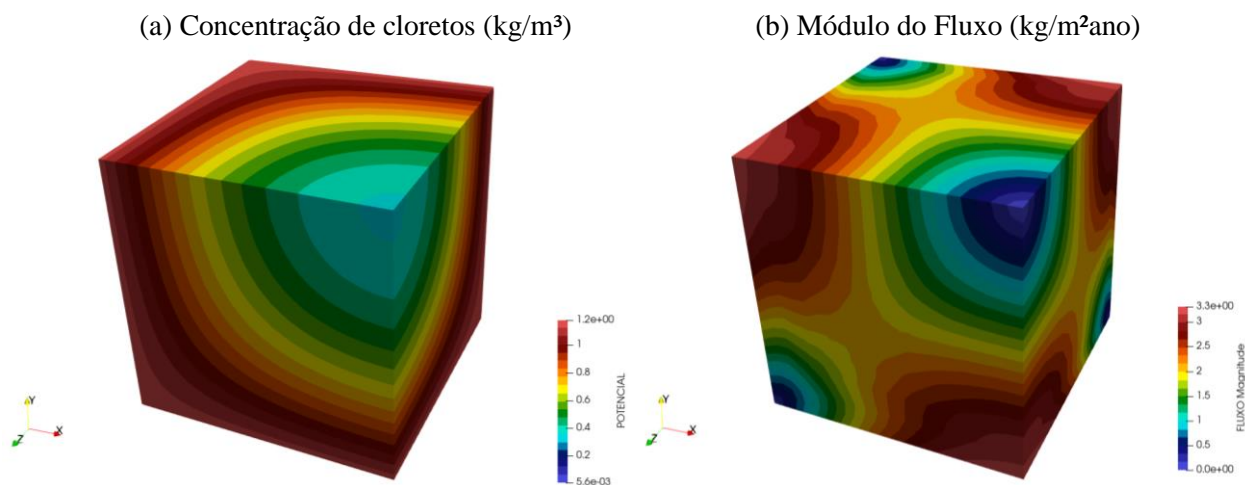 (a) Concentração de cloretos (kg/m³)
(b) Módulo do Fluxo (kg/m²ano)
1.2e+00
1
0.8
0.6
0.4
0.2
5.6e-03
POTENCIAL
Y
X
Z
3.3e+00
3
2.5
2
1.5
1
0.5
0.0e+00
FLUXO Magnitude
Y
X
Z